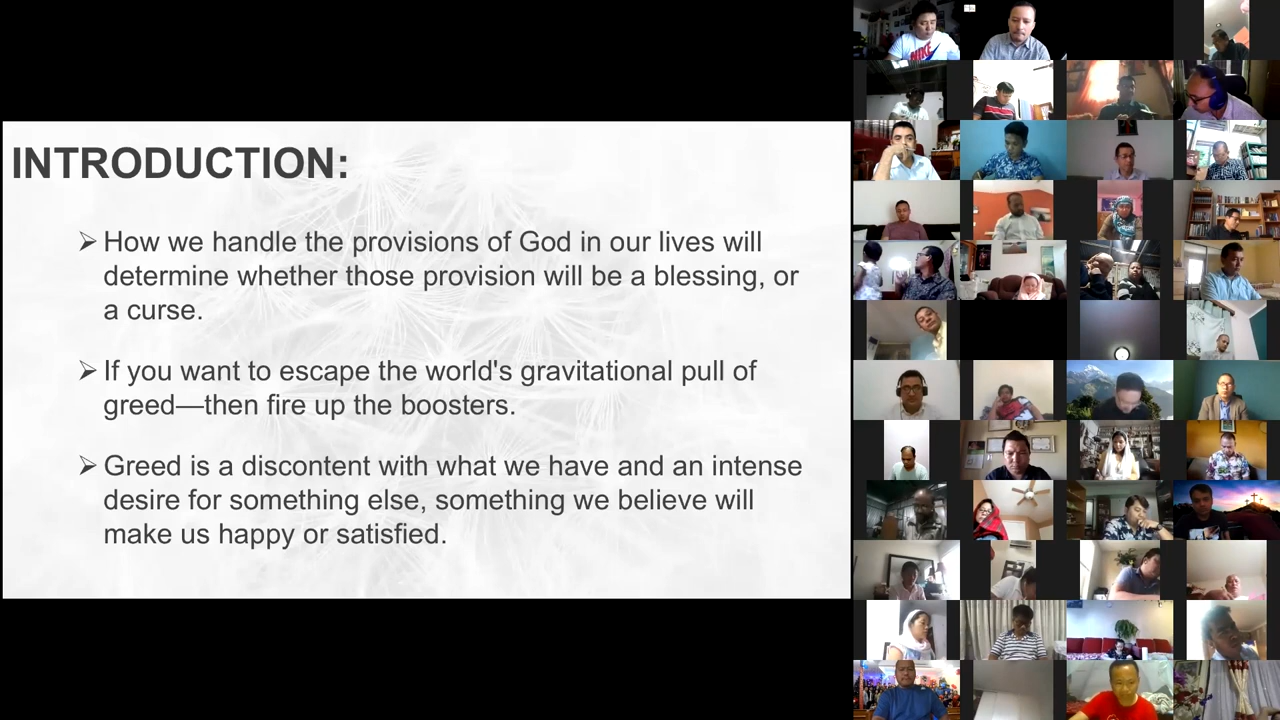 INTRODUCTION:
➢ How we handle the provisions of God in our lives will
determine whether those provision will be a blessing, or
a curse.
➢ If you want to escape the world's gravitational pull of
greed—then fire up the boosters.
➢ Greed is a discontent with what we have and an intense
desire for something else, something we believe will
make us happy or satisfied.
NIKE